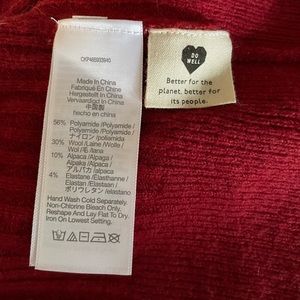 CKP468933940
Made In China
Fabriqué En Chine
Hergestellt In China
Vervaardigd In China
中国製
hecho en china
56% Polyamide / Polyamide
/ Polyamide / Polyamide /
ナイロン / poliamida
30% Wool / Laine / Wolle /
Wol / 毛 / lana
10% Alpaca / Alpaga /
Alpaka / Alpaca /
アルパカ / alpaca
4% Elastane / Elasthanne /
Elastan / Elastaan /
ポリウレタン / elastano
Hand Wash Cold Separately.
Non-Chlorine Bleach Only.
Reshape And Lay Flat To Dry.
Iron On Lowest Setting.
DO
WELL
Better for the
planet, better for
its people.